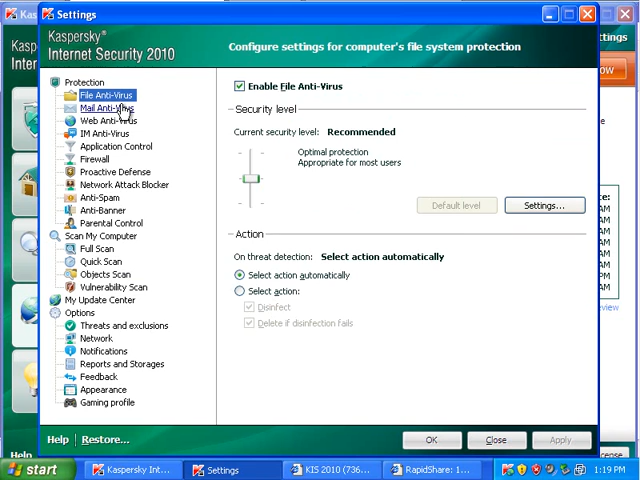 Settings
Kaspersky
Internet Security 2010
Configure settings for computer's file system protection
Protection
File Anti-Virus
Mail Anti-Virus
Web Anti-Virus
IM Anti-Virus
Application Control
Firewall
Proactive Defense
Network Attack Blocker
Anti-Spam
Anti-Banner
Parental Control
Scan My Computer
Full Scan
Quick Scan
Objects Scan
Vulnerability Scan
My Update Center
Options
Threats and exclusions
Network
Notifications
Reports and Storages
Feedback
Appearance
Gaming profile
Enable File Anti-Virus
Security level
Current security level: Recommended
Optimal protection
Appropriate for most users
Default level
Settings...
Action
On threat detection: Select action automatically
Select action automatically
Select action:
Disinfect
Delete if disinfection fails
Help
Restore...
OK
Close
Apply
Help
start
Kaspersky Int...
Settings
KIS 2010 (736...
RapidShare: 1...
1:19 PM